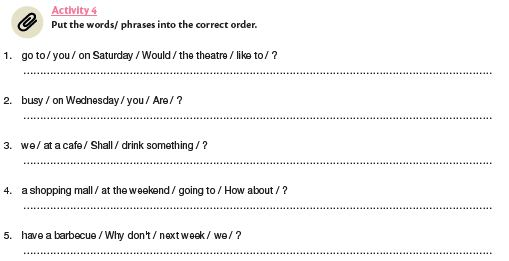 Activity 4
Put the words/ phrases into the correct order.
1. go to / you / on Saturday / Would / the theatre / like to / ?
................................................................................
2. busy / on Wednesday / you / Are / ?
................................................................................
3. we / at a cafe / Shall / drink something / ?
................................................................................
4. a shopping mall / at the weekend / going to / How about / ?
................................................................................
5. have a barbecue / Why don't / next week / we / ?
................................................................................